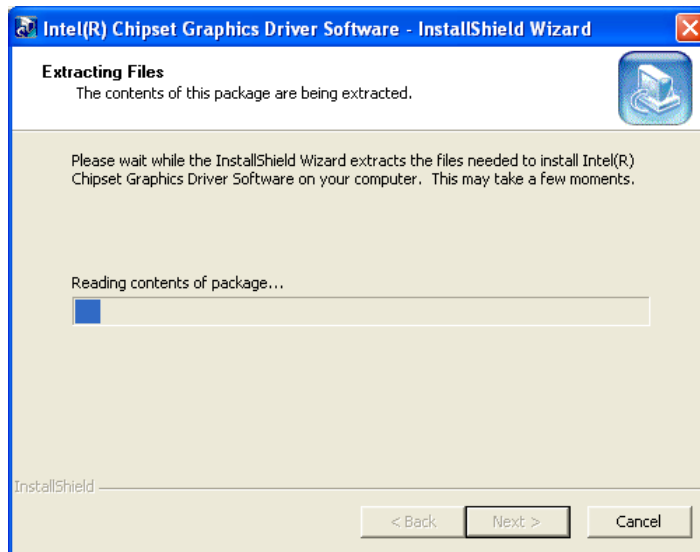 Intel(R) Chipset Graphics Driver Software - InstallShield Wizard
Extracting Files
The contents of this package are being extracted.
Please wait while the InstallShield Wizard extracts the files needed to install Intel(R)
Chipset Graphics Driver Software on your computer.  This may take a few moments.
Reading contents of package...
InstallShield
< Back Next > Cancel